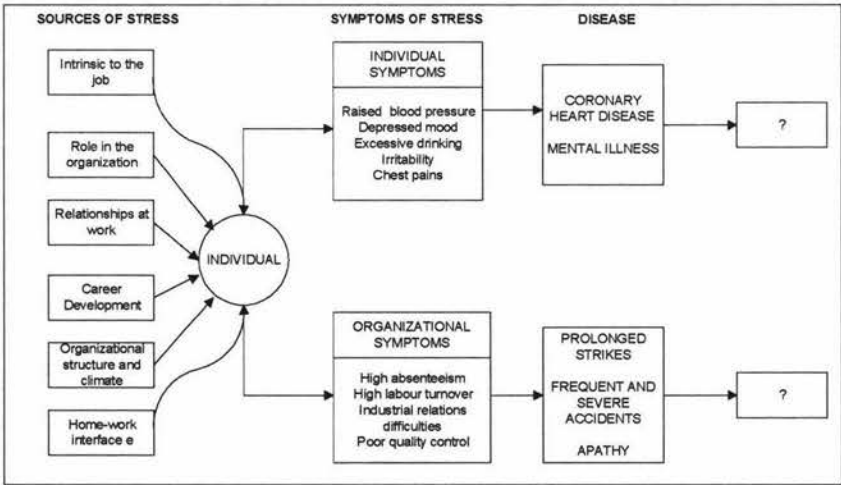 SOURCES OF STRESS
SYMPTOMS OF STRESS
DISEASE
Intrinsic to the
job
Role in the
organization
Relationships at
work
Career
Development
Organizational
structure and
climate
Home-work
interface e
INDIVIDUAL
INDIVIDUAL
SYMPTOMS
Raised blood pressure
Depressed mood
Excessive drinking
Irritability
Chest pains
CORONARY
HEART DISEASE
MENTAL ILLNESS
?
ORGANIZATIONAL
SYMPTOMS
High absenteeism
High labour turnover
Industrial relations
difficulties
Poor quality control
PROLONGED
STRIKES
FREQUENT AND
SEVERE
ACCIDENTS
APATHY
?